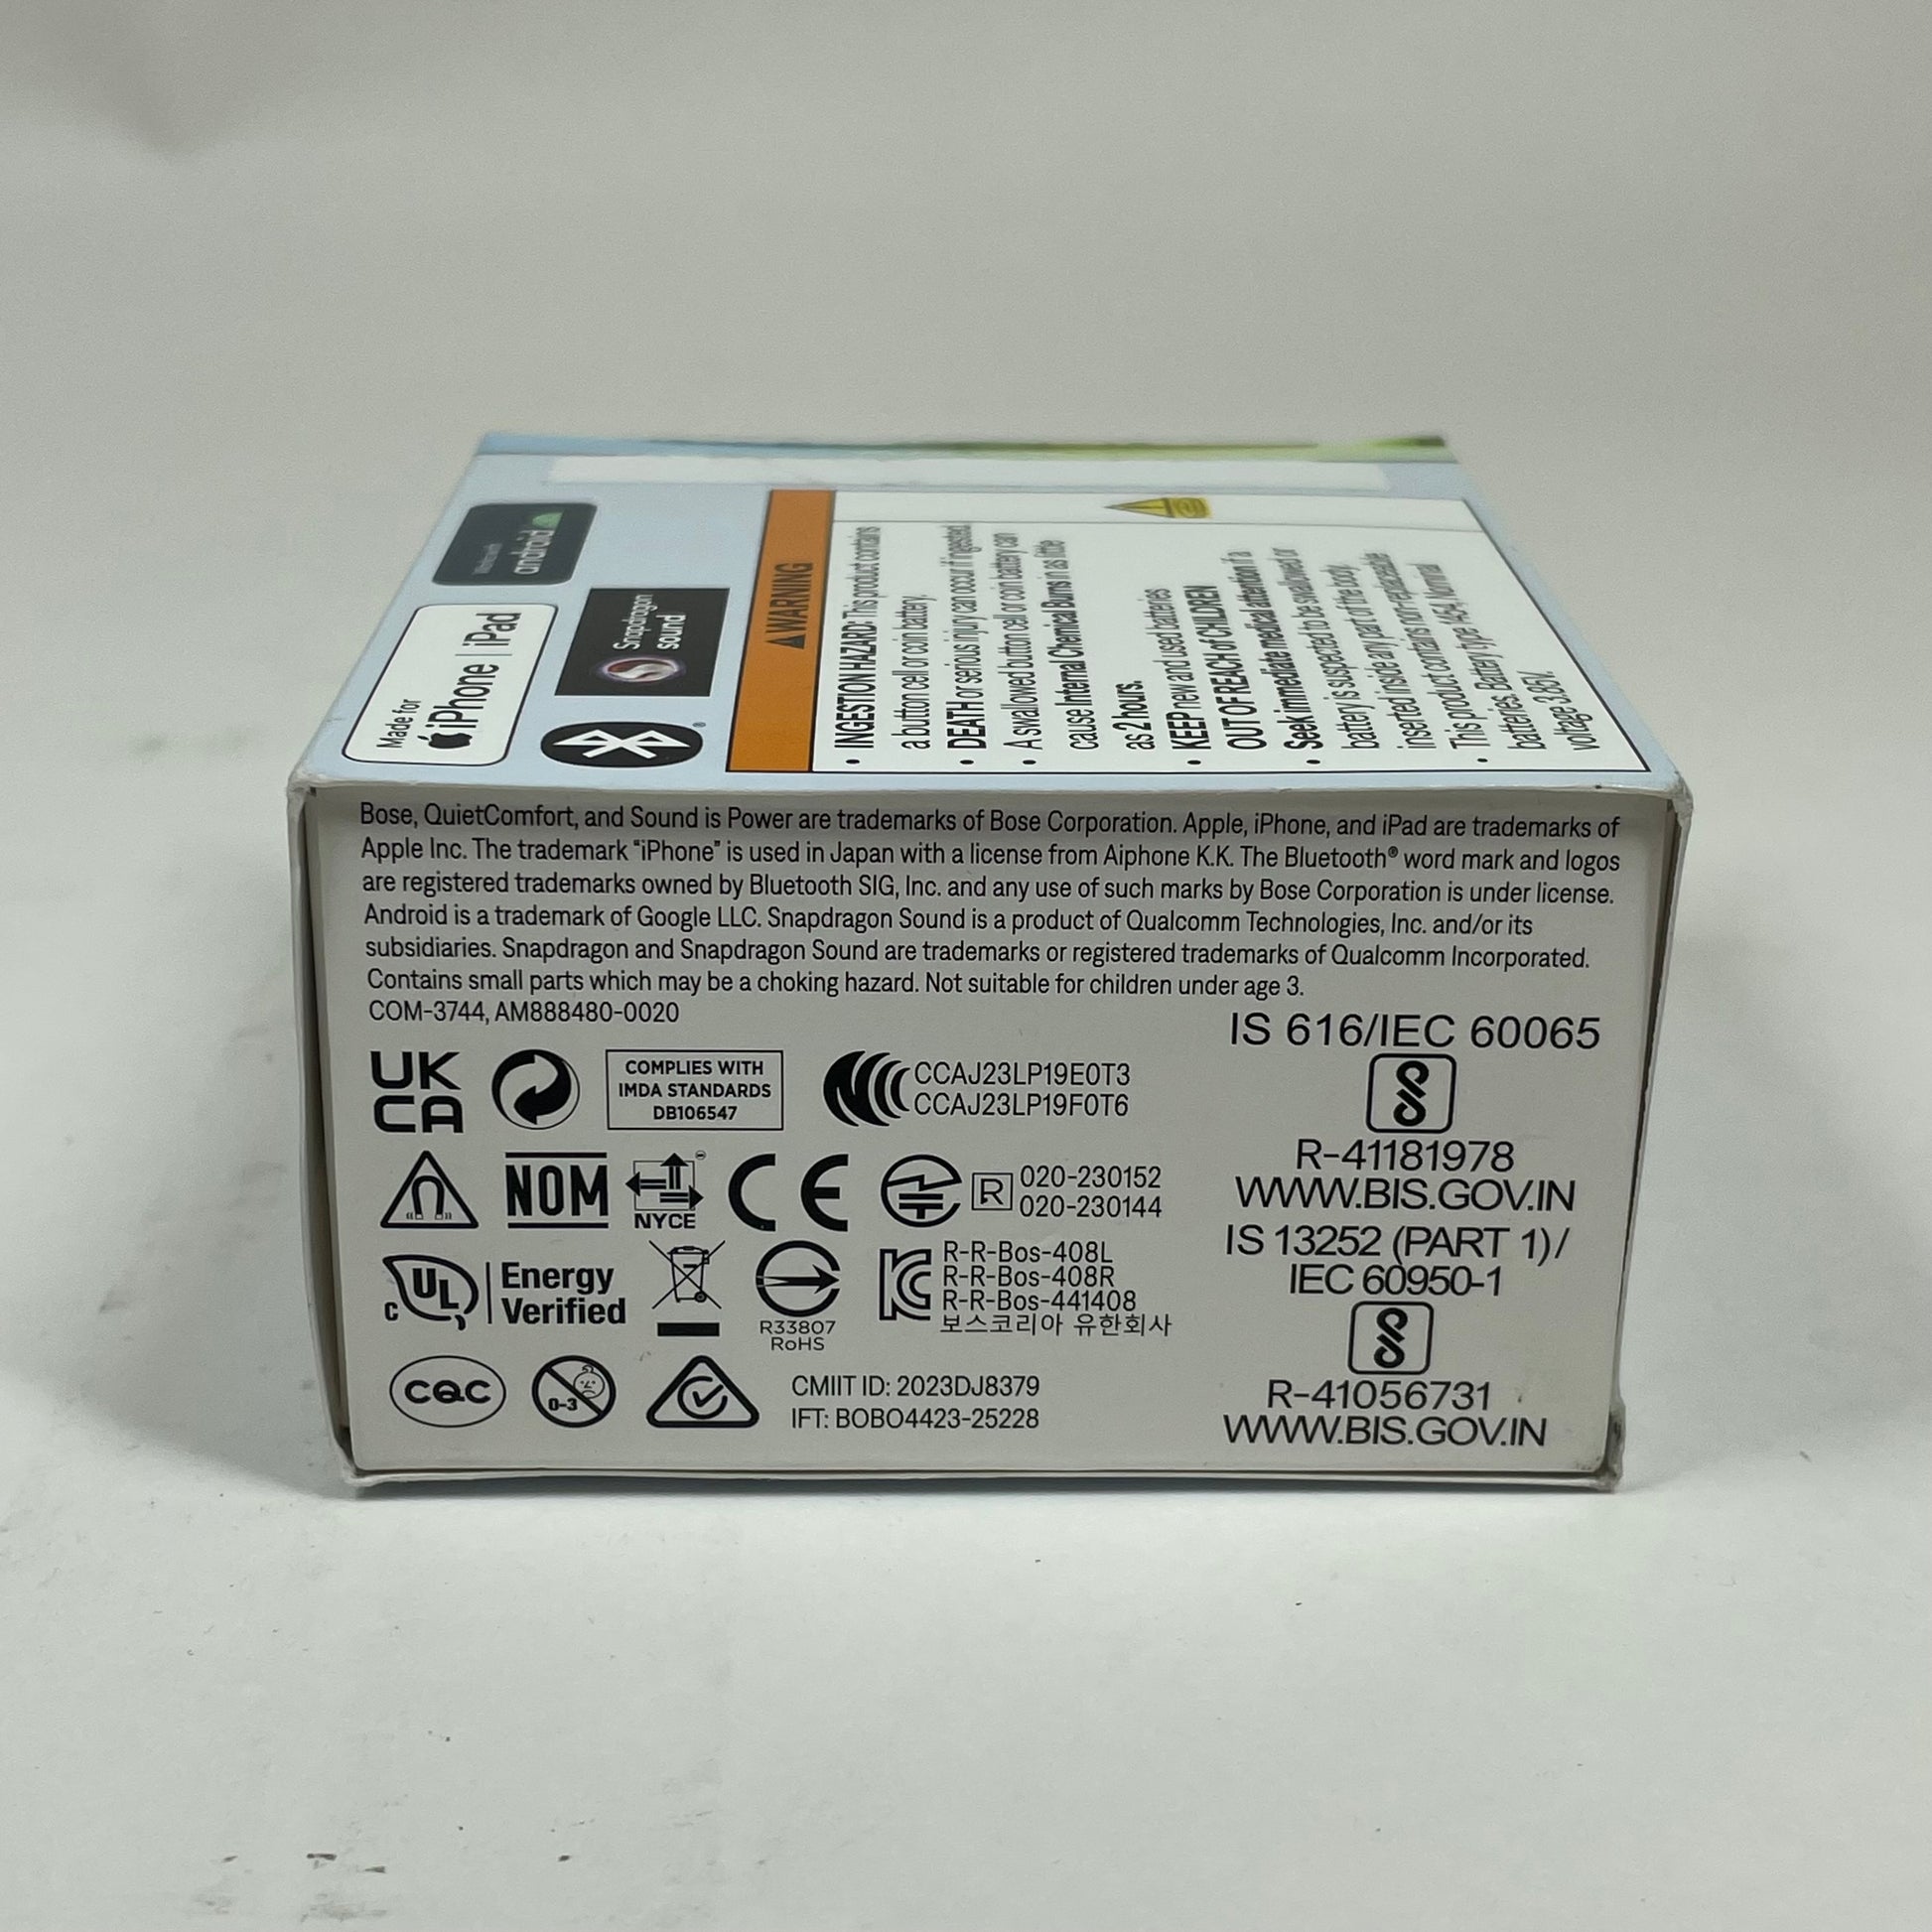 Works with
android
Made for
iPhone | iPad
Snapdragon
sound
WARNING
• INGESTION HAZARD: This product contains
a button cell or coin battery.
• DEATH or serious injury can occur if ingested.
• A swallowed button cell or coin battery can
cause Internal Chemical Burns in as little
as 2 hours.
• KEEP new and used batteries
OUT OF REACH of CHILDREN
• Seek immediate medical attention if a
battery is suspected to be swallowed or
inserted inside any part of the body.
• This product contains non-replaceable
batteries. Battery type 1454, Nominal
voltage 3.85V.
Bose, QuietComfort, and Sound is Power are trademarks of Bose Corporation. Apple, iPhone, and iPad are trademarks of
Apple Inc. The trademark "iPhone" is used in Japan with a license from Aiphone K.K. The Bluetooth® word mark and logos
are registered trademarks owned by Bluetooth SIG, Inc. and any use of such marks by Bose Corporation is under license.
Android is a trademark of Google LLC. Snapdragon Sound is a product of Qualcomm Technologies, Inc. and/or its
subsidiaries. Snapdragon and Snapdragon Sound are trademarks or registered trademarks of Qualcomm Incorporated.
Contains small parts which may be a choking hazard. Not suitable for children under age 3.
COM-3744, AM888480-0020
UK
CA
COMPLIES WITH
IMDA STANDARDS
DB106547
CCAJ23LP19E0T3
CCAJ23LP19F0T6
NOM
NYCE
CE
R
020-230152
020-230144
C UL
Energy
Verified
R33807
RoHS
KC
R-R-Bos-408L
R-R-Bos-408R
R-R-Bos-441408
보스코리아 유한회사
CQC
0-3
CMIIT ID: 2023DJ8379
IFT: BOBO4423-25228
IS 616/IEC 60065
R-41181978
WWW.BIS.GOV.IN
IS 13252 (PART 1)/
IEC 60950-1
R-41056731
WWW.BIS.GOV.IN